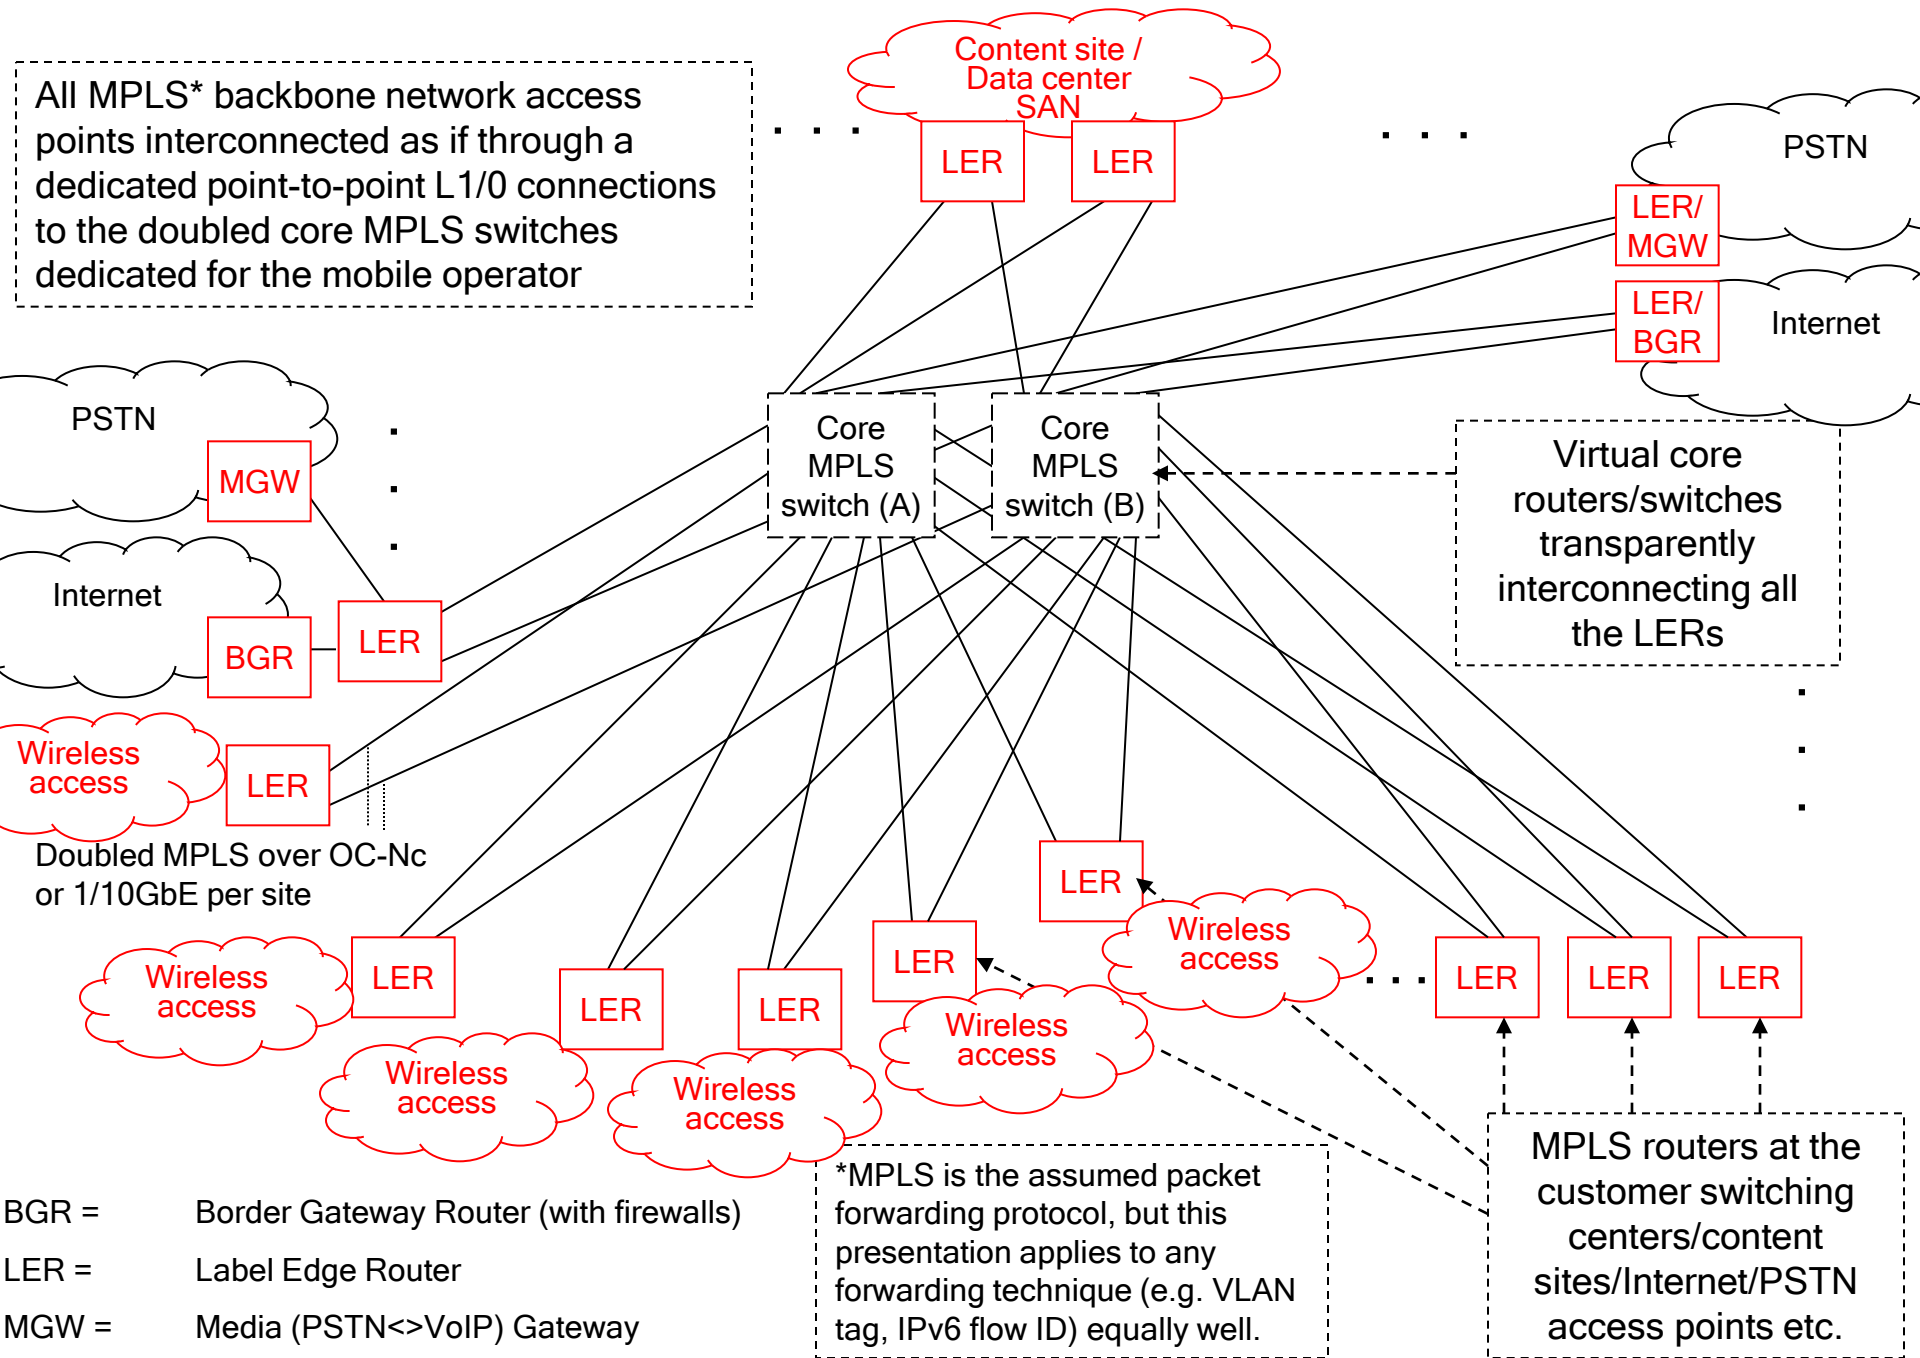 Content site /
Data center
SAN
All MPLS* backbone network access
points interconnected as if through a
dedicated point-to-point L1/0 connections
to the doubled core MPLS switches
dedicated for the mobile operator
. . .
. . .
LER
LER
PSTN
LER/
MGW
LER/
BGR
Internet
PSTN
MGW
Internet
BGR
LER
Core
MPLS
switch (A)
Core
MPLS
switch (B)
Virtual core
routers/switches
transparently
interconnecting all
the LERs
Wireless
access
LER
Doubled MPLS over OC-Nc
or 1/10GbE per site
Wireless
access
LER
LER
Wireless
access
LER
Wireless
access
LER
Wireless
access
LER
Wireless
access
. . .
LER
LER
LER
MPLS routers at the
customer switching
centers/content
sites/Internet/PSTN
access points etc.
*MPLS is the assumed packet
forwarding protocol, but this
presentation applies to any
forwarding technique (e.g. VLAN
tag, IPv6 flow ID) equally well.
BGR = Border Gateway Router (with firewalls)
LER = Label Edge Router
MGW = Media (PSTN<>VoIP) Gateway